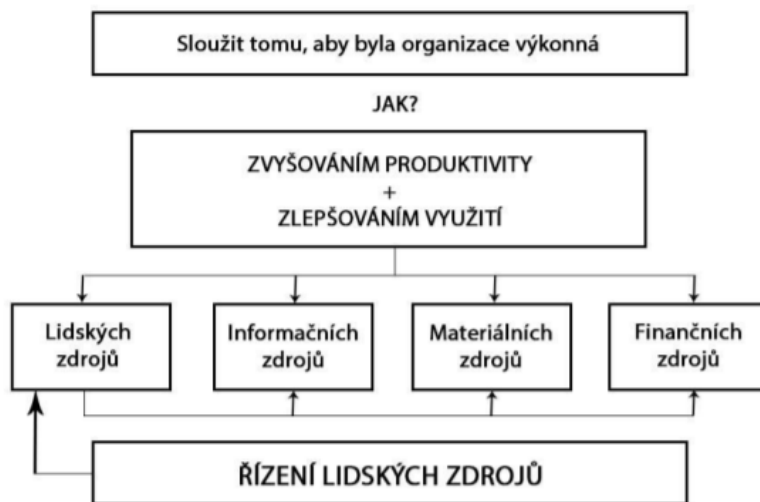 Sloužit tomu, aby byla organizace výkonná
JAK?
ZVYŠOVÁNÍM PRODUKTIVITY
+
ZLEPŠOVÁNÍM VYUŽITÍ
Lidských
zdrojů
Informačních
zdrojů
Materiálních
zdrojů
Finančních
zdrojů
ŘÍZENÍ LIDSKÝCH ZDROJŮ